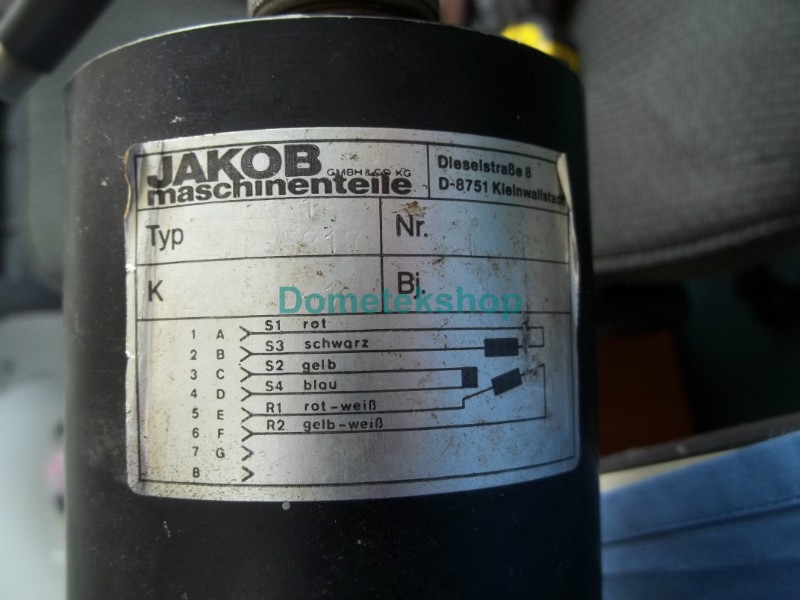 JAKOB GMBH & CO KG
maschinenteile
Dieselstraße 8
D-8751 Kleinwallstadt
Typ
Nr.
K
Bj.
Dometekshop
1 A S1 rot
2 B S3 schwarz
3 C S2 gelb
4 D S4 blau
5 E R1 rot-weiß
6 F R2 gelb-weiß
7 G
8